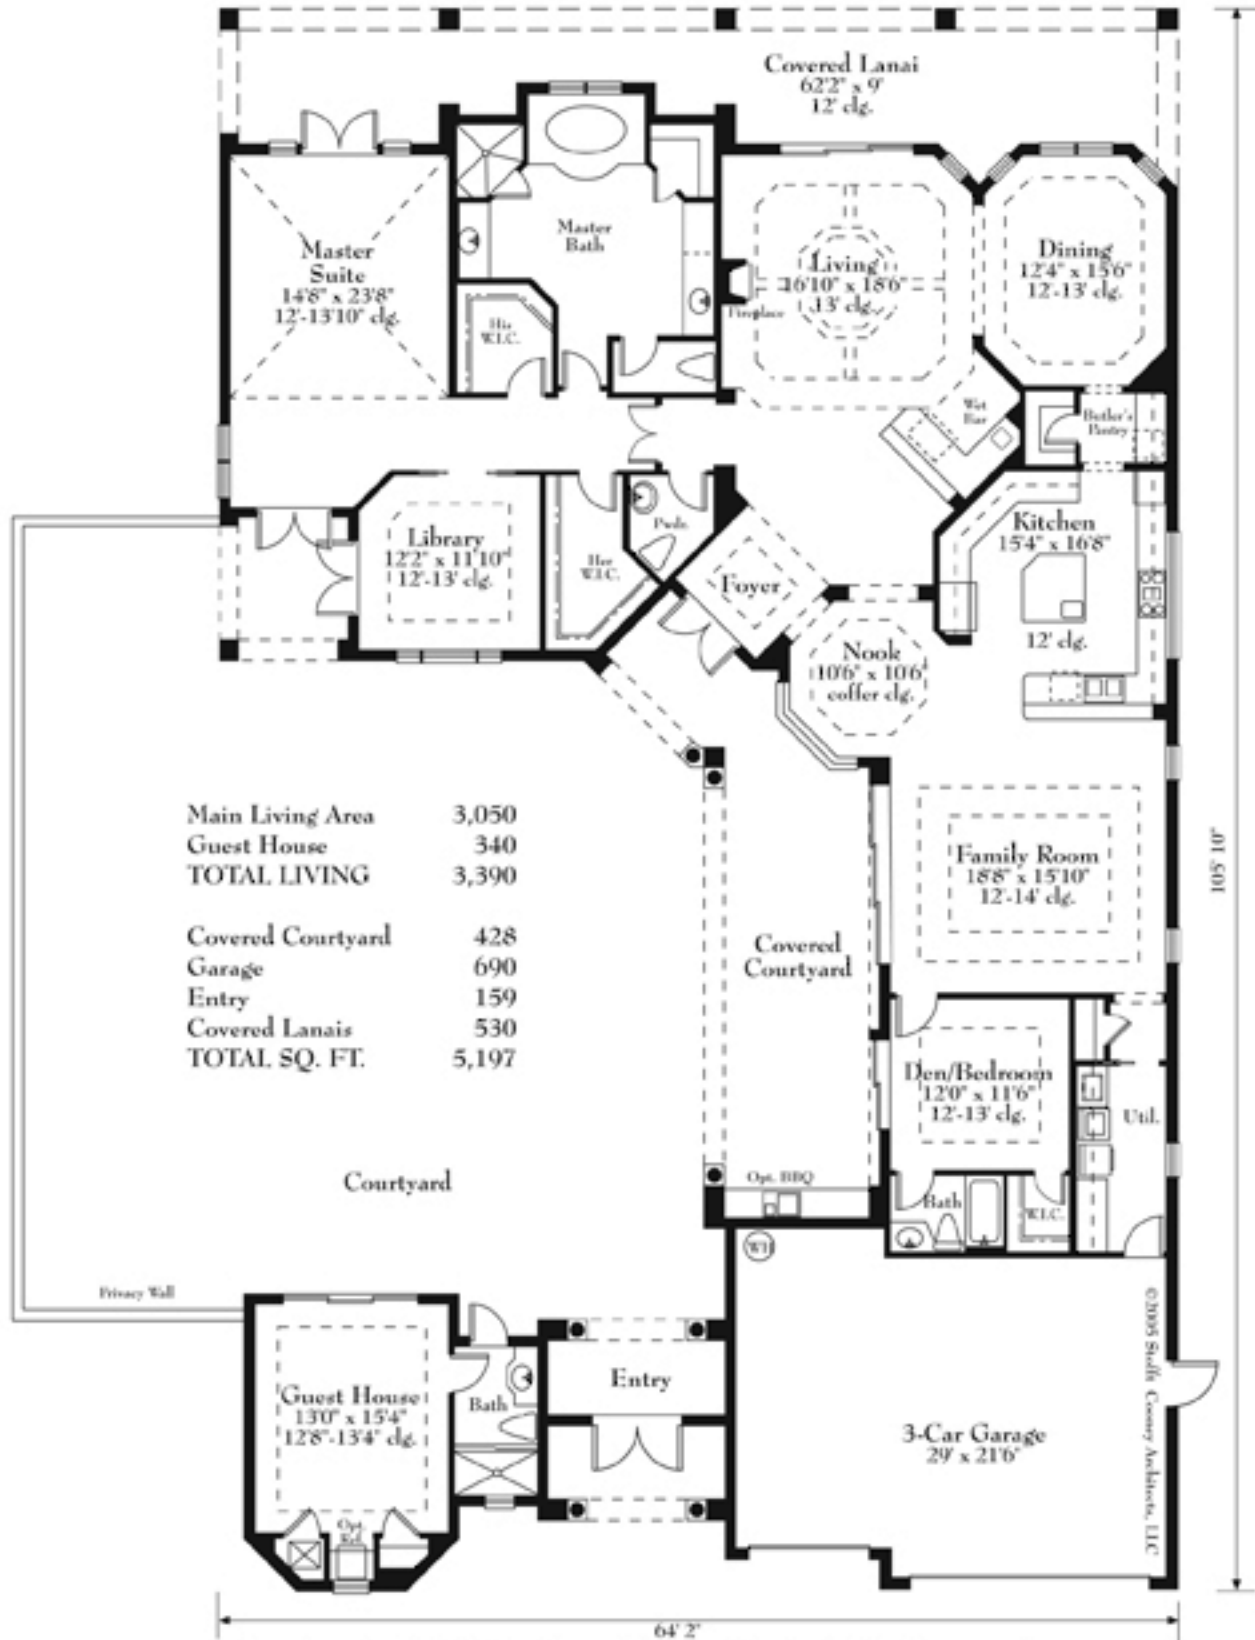 Covered Lanai
62'2" x 9'
12' clg.
Master
Bath
Master
Suite
14'8" x 23'8"
12'-13'10" clg.
Living
16'10" x 18'6"
13' clg.
Fireplace
Dining
12'4" x 15'6"
12'-13' clg.
His
W.I.C.
Wet
Bar
Butler's
Pantry
Library
12'2" x 11'10"
12'-13' clg.
Her
W.I.C.
Pwdr.
Foyer
Kitchen
15'4" x 16'8"
12' clg.
Nook
10'6" x 10'6"
coffer clg.
Main Living Area 3,050
Guest House 340
TOTAL LIVING 3,390
Covered Courtyard 428
Garage 690
Entry 159
Covered Lanais 530
TOTAL SQ. FT. 5,197
Family Room
18'8" x 15'10"
12'-14' clg.
105' 10"
Covered
Courtyard
Den/Bedroom
12'0" x 11'6"
12'-13' clg.
Util.
Courtyard
Opt. BBQ
Bath
W.I.C.
WH
Privacy Wall
Guest House
13'0" x 15'4"
12'8"-13'4" clg.
Bath
Entry
3-Car Garage
29' x 21'6"
Opt.
Ref.
©2005 Architects, LLC
64' 2"